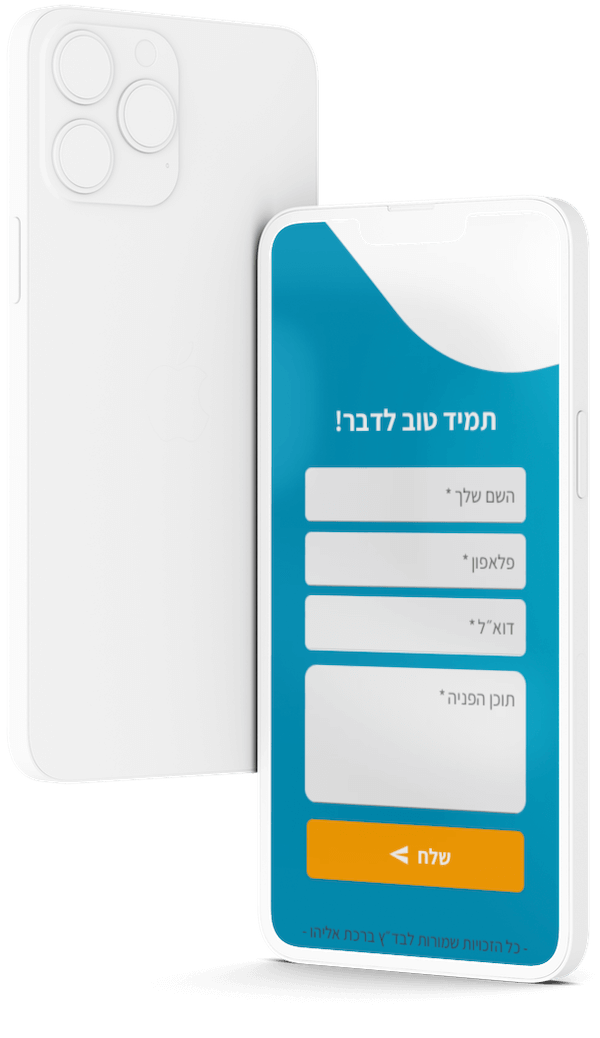 תמיד טוב לדבר!
השם שלך *
פלאפון *
דוא״ל *
תוכן הפניה *
שלח
- כל הזכויות שמורות לבד״ץ ברכת אליהו -